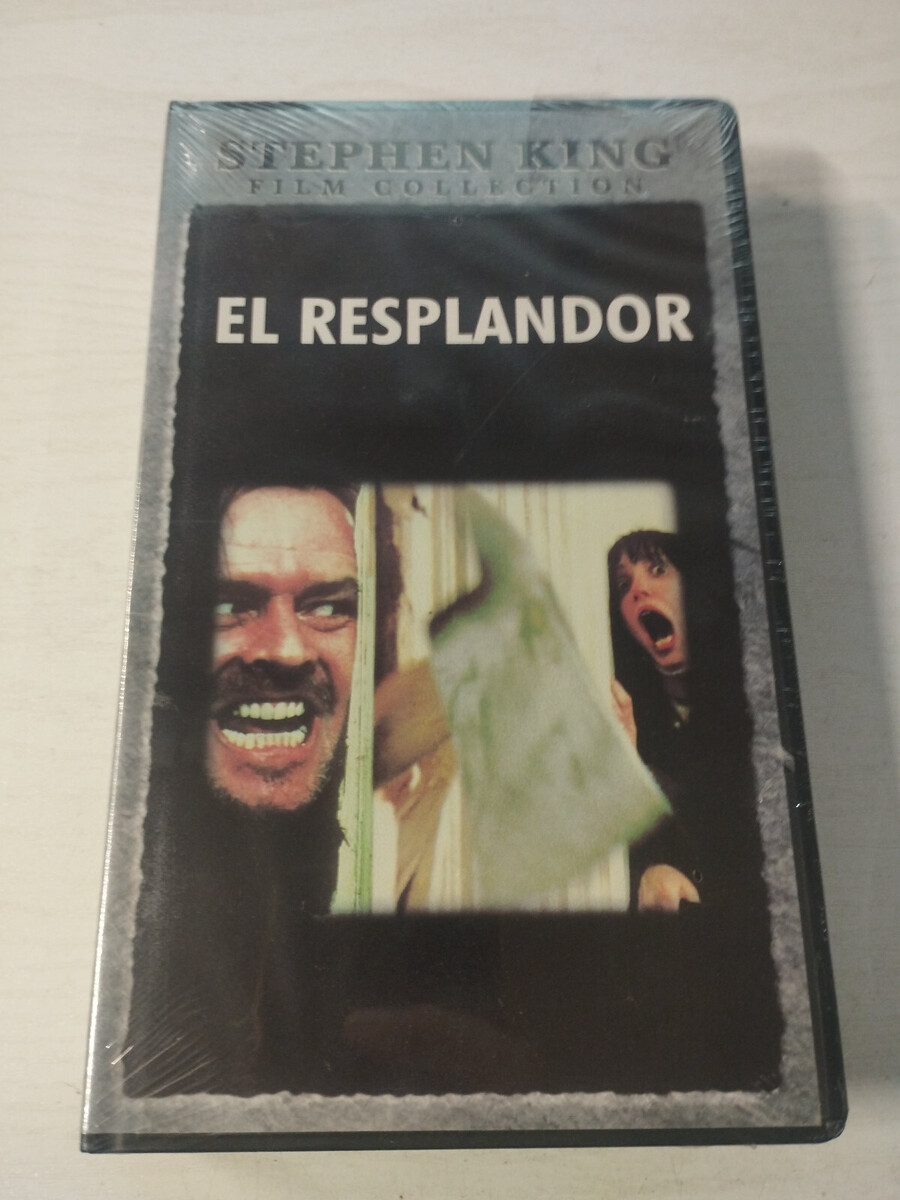 STEPHEN KING
FILM COLLECTION
EL RESPLANDOR